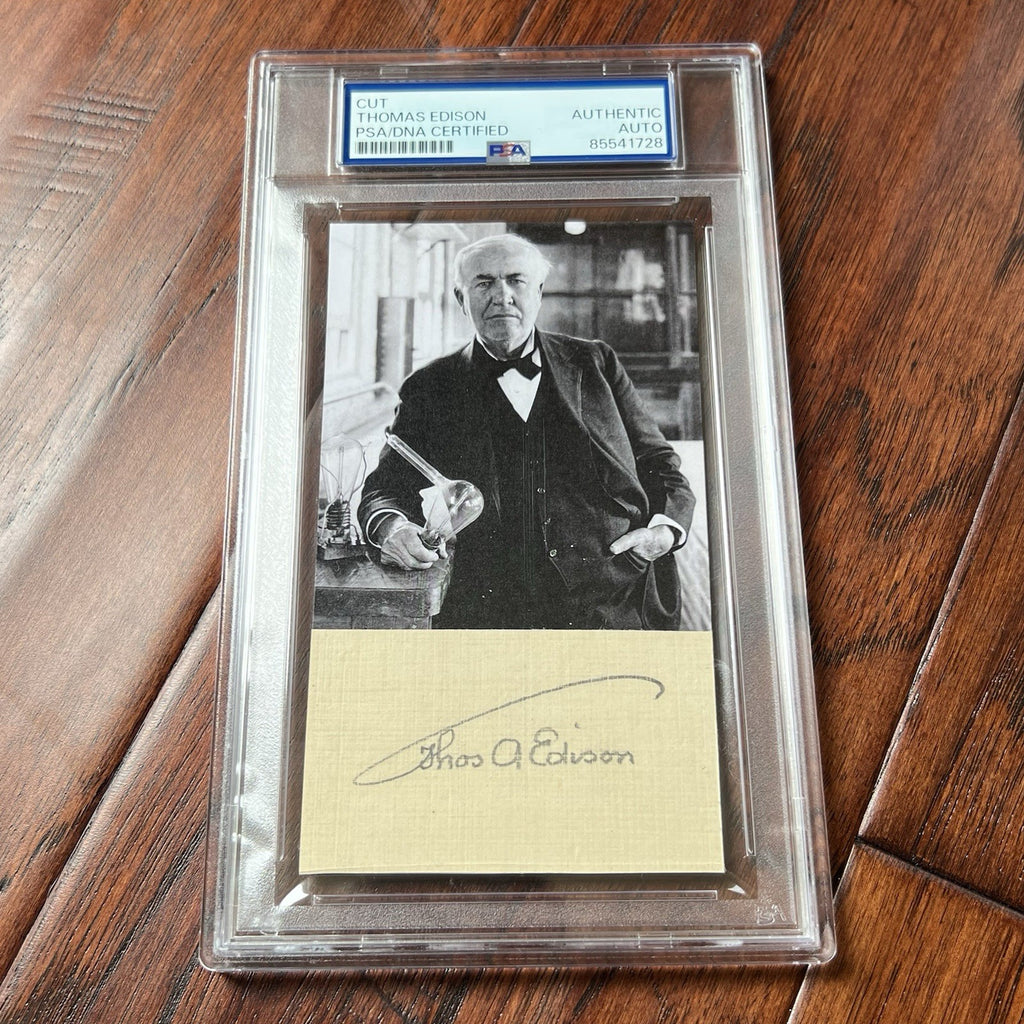 CUT
THOMAS EDISON
PSA/DNA CERTIFIED
AUTHENTIC
AUTO
85541728
PSA
Thos A Edison